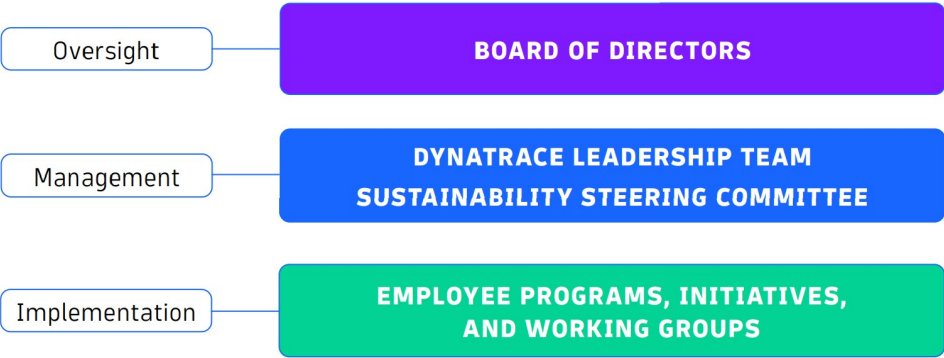 Oversight
BOARD OF DIRECTORS
Management
DYNATRACE LEADERSHIP TEAM
SUSTAINABILITY STEERING COMMITTEE
Implementation
EMPLOYEE PROGRAMS, INITIATIVES,
AND WORKING GROUPS